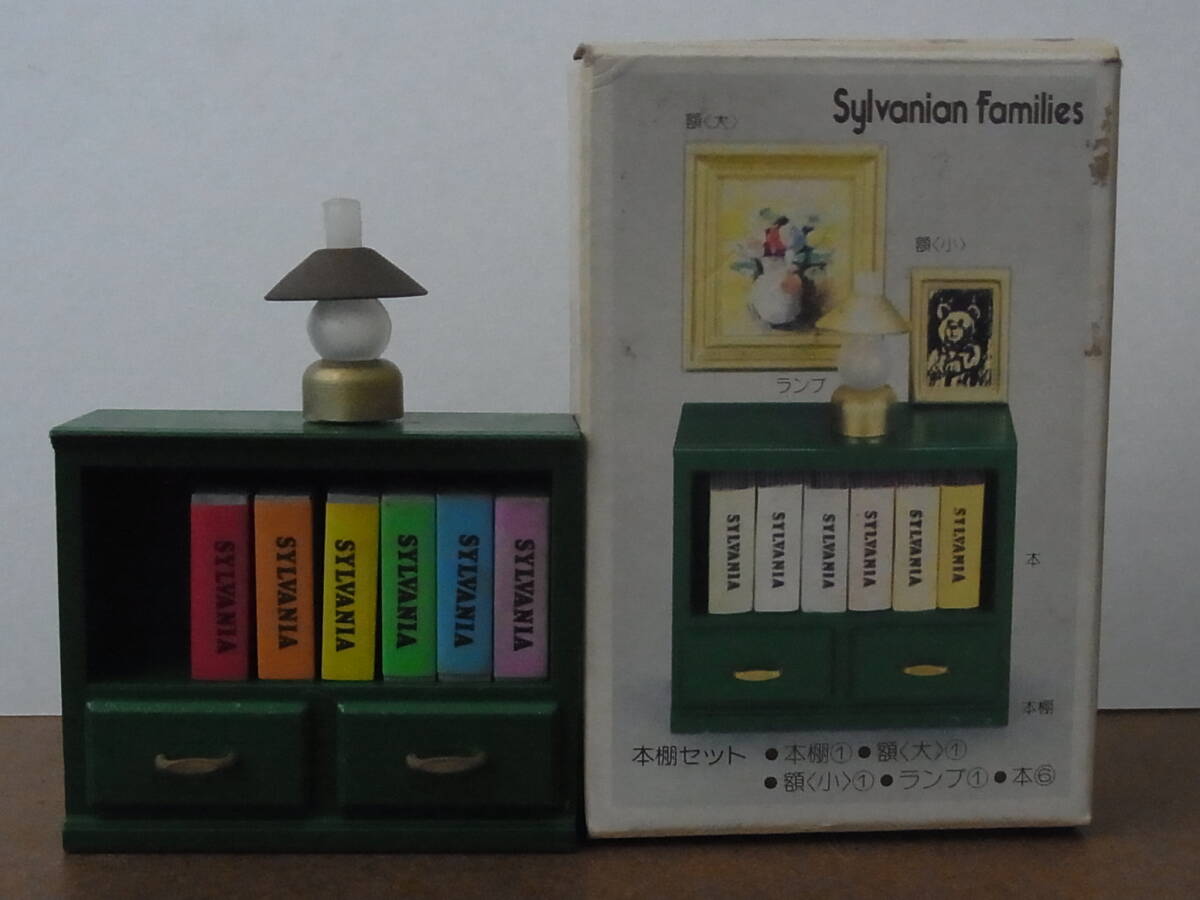 SYLVANIA
SYLVANIA
SYLVANIA
SYLVANIA
SYLVANIA
SYLVANIA
Sylvanian Families
額〈大〉
額〈小〉
ランプ
SYLVANIA
SYLVANIA
SYLVANIA
SYLVANIA
SYLVANIA
SYLVANIA
本
本棚
本棚セット ●本棚① ●額〈大〉①
●額〈小〉① ●ランプ① ●本⑥